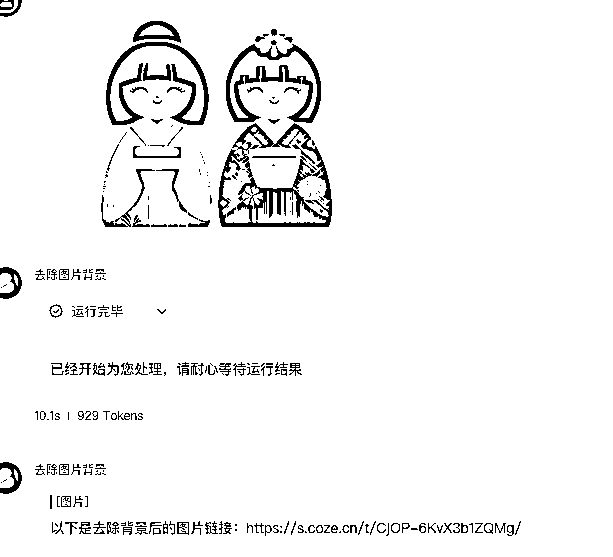 去除图片背景
运行完毕
已经开始为您处理，请耐心等待运行结果
10.1s | 929 Tokens
去除图片背景
[图片]
以下是去除背景后的图片链接：https://s.coze.cn/t/CjOP-6KvX3b1ZQMg/